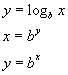 y = log_b x
x = b^y
y = b^x